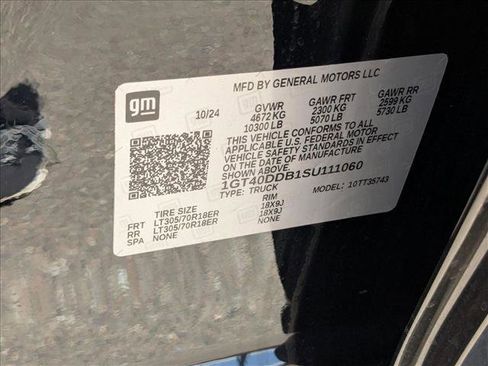 gm
MFD BY GENERAL MOTORS LLC
10/24 GVWR GAWR FRT GAWR RR
4672 KG 2300 KG 2599 KG
10300 LB 5070 LB 5730 LB
THIS VEHICLE CONFORMS TO ALL
APPLICABLE U.S. FEDERAL MOTOR
VEHICLE SAFETY STANDARDS IN EFFECT
ON THE DATE OF MANUFACTURE SHOWN ABOVE.
1GT40DDB1SU111060
TYPE: TRUCK MODEL: 10TT35743
TIRE SIZE RIM
FRT LT305/70R18ER 18X9J
RR LT305/70R18ER 18X9J
SPA NONE NONE